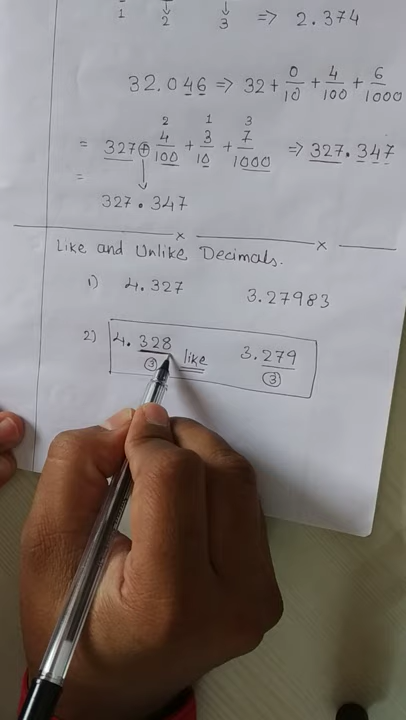 1 2 3 => 2.374
32.046 => 32 + 0/10 + 4/100 + 6/1000
2 1 3
= 327 + 4/100 + 3/10 + 7/1000 => 327.347
=
327.347
x x
Like and Unlike Decimals.
1) 4.327 3.27983
2) 4.328 like 3.279
3 3